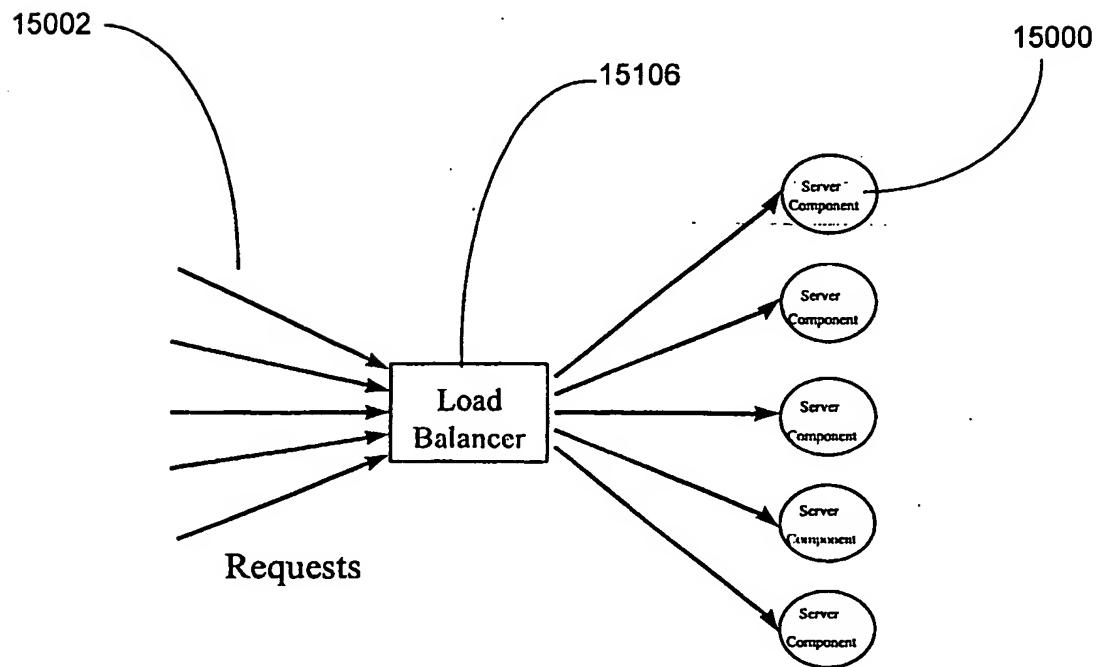 15002
15106
15000
Server
Component
Server
Component
Load
Balancer
Server
Component
Server
Component
Requests
Server
Component